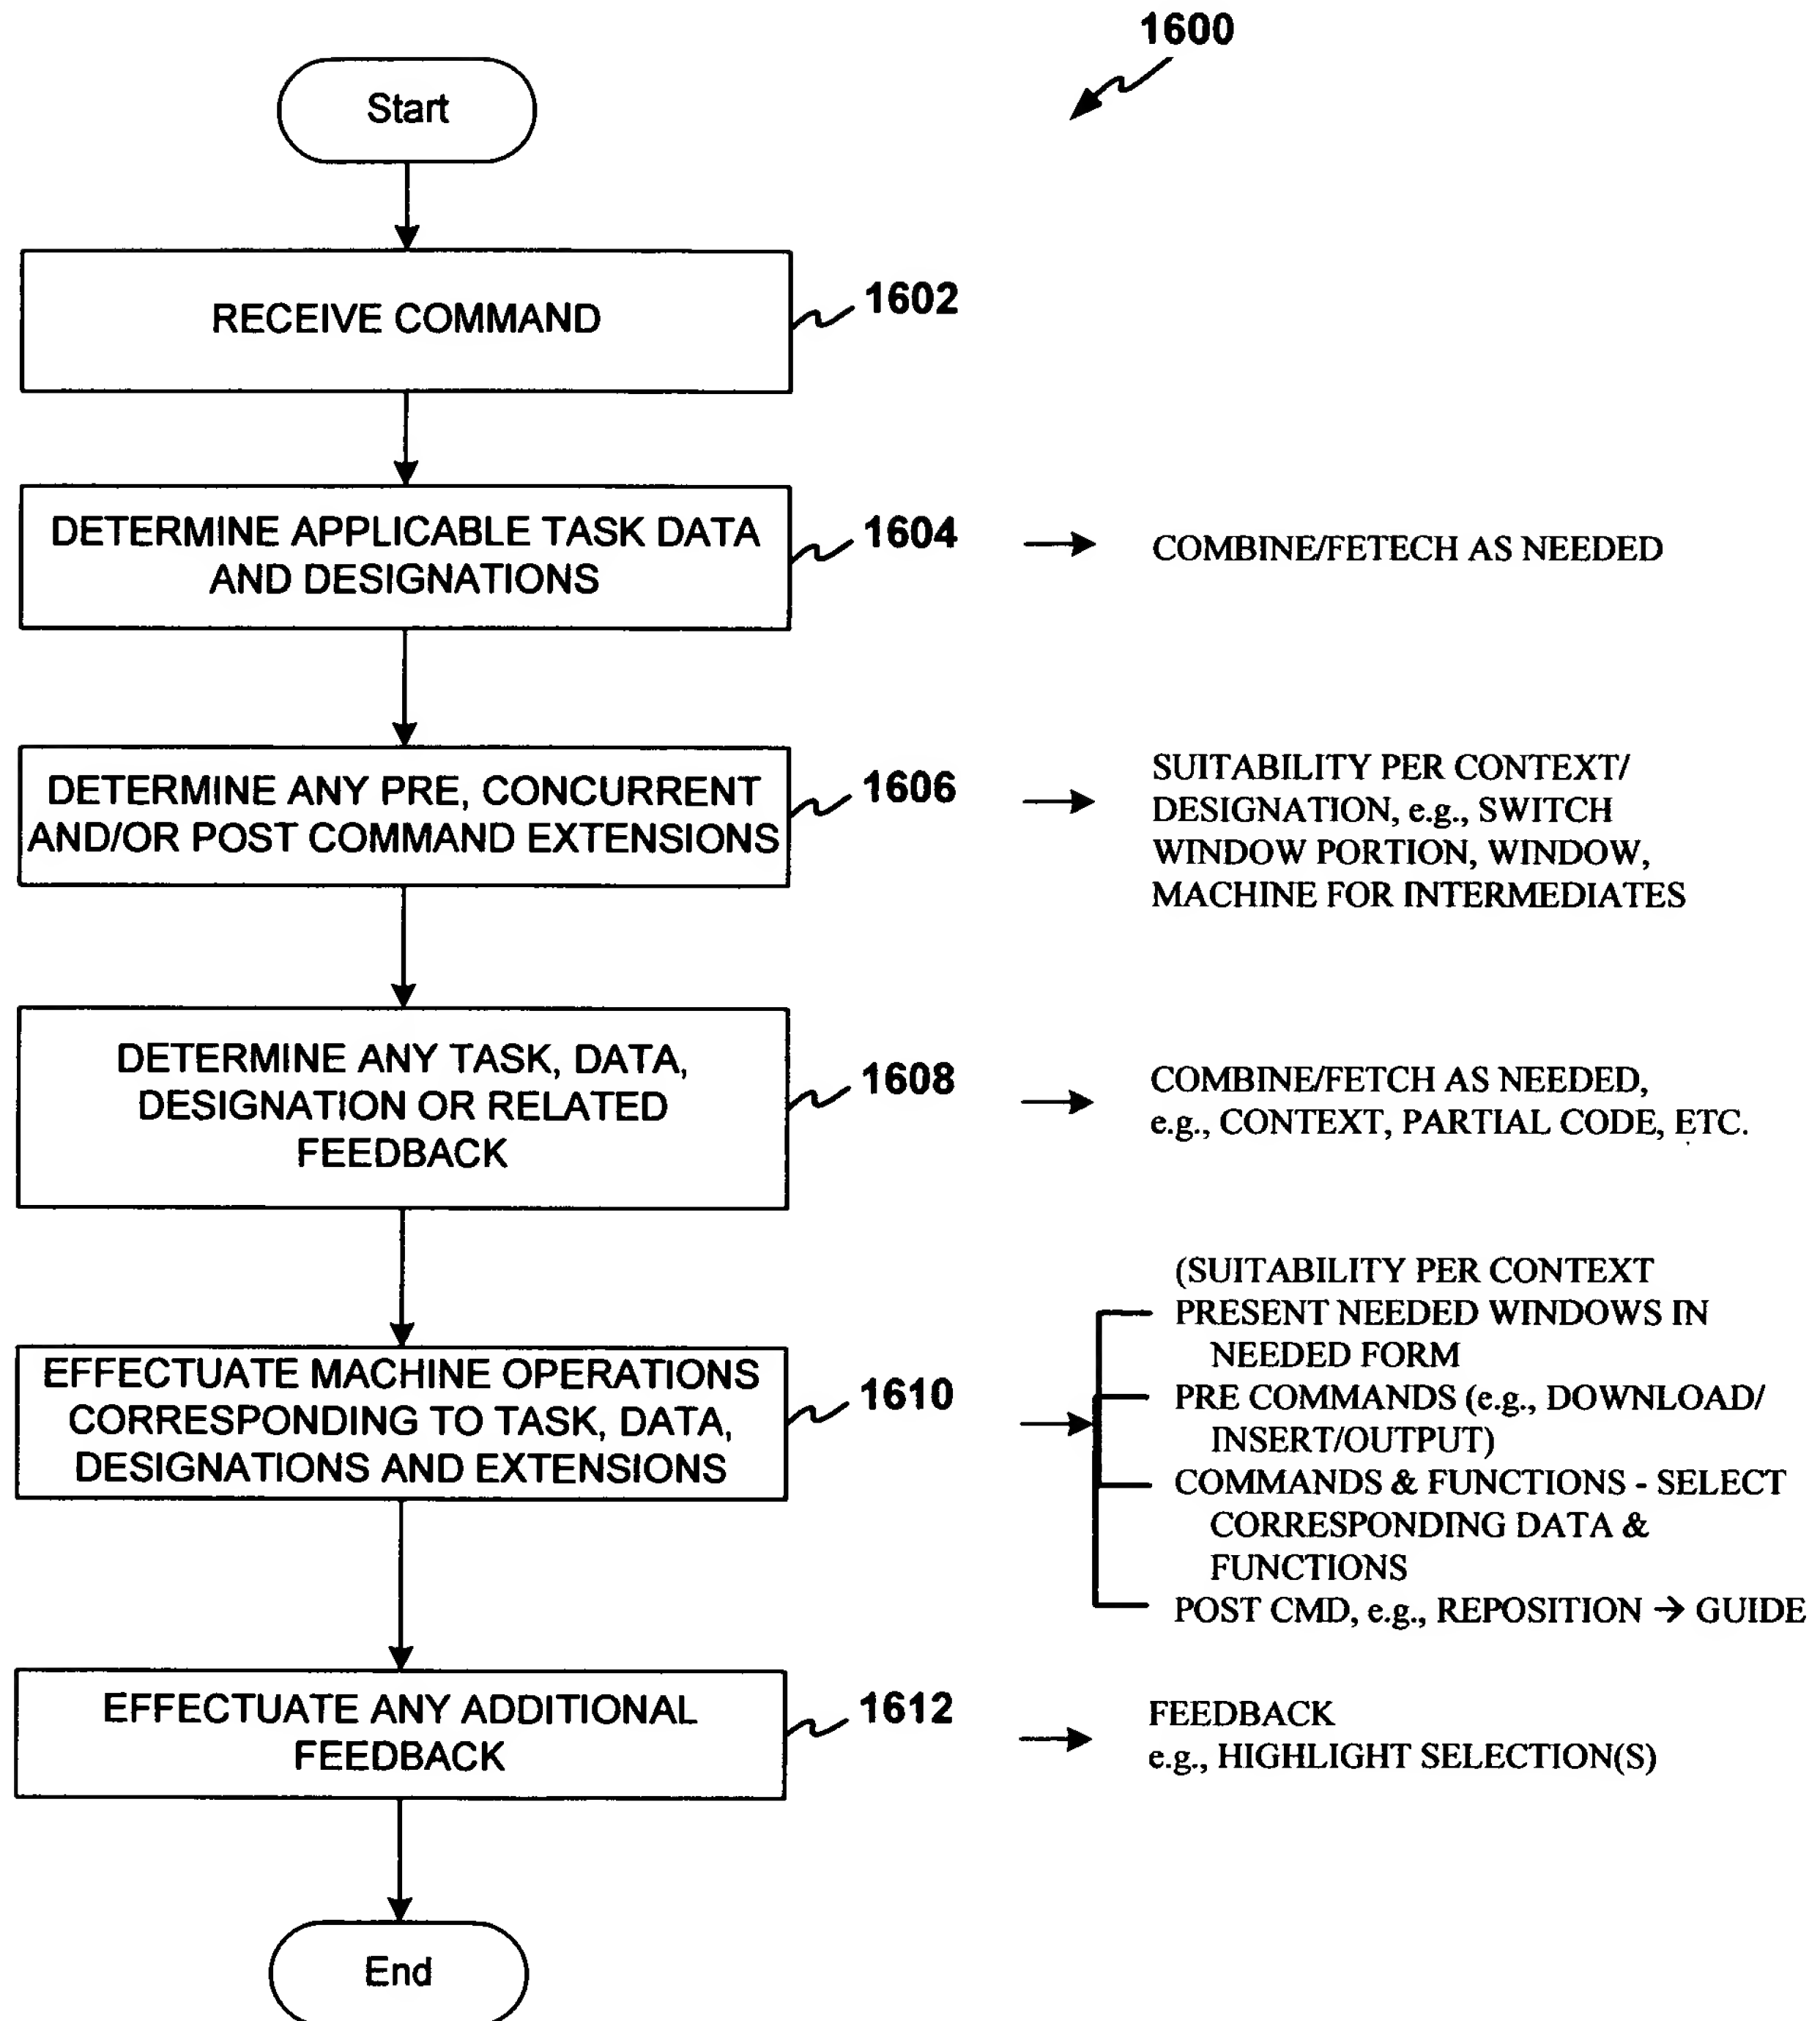 1600
Start
RECEIVE COMMAND
1602
DETERMINE APPLICABLE TASK DATA
AND DESIGNATIONS
1604
COMBINE/FETECH AS NEEDED
DETERMINE ANY PRE, CONCURRENT
AND/OR POST COMMAND EXTENSIONS
1606
SUITABILITY PER CONTEXT/
DESIGNATION, e.g., SWITCH
WINDOW PORTION, WINDOW,
MACHINE FOR INTERMEDIATES
DETERMINE ANY TASK, DATA,
DESIGNATION OR RELATED
FEEDBACK
1608
COMBINE/FETCH AS NEEDED,
e.g., CONTEXT, PARTIAL CODE, ETC.
EFFECTUATE MACHINE OPERATIONS
CORRESPONDING TO TASK, DATA,
DESIGNATIONS AND EXTENSIONS
1610
(SUITABILITY PER CONTEXT
PRESENT NEEDED WINDOWS IN
NEEDED FORM
PRE COMMANDS (e.g., DOWNLOAD/
INSERT/OUTPUT)
COMMANDS & FUNCTIONS - SELECT
CORRESPONDING DATA &
FUNCTIONS
POST CMD, e.g., REPOSITION → GUIDE
EFFECTUATE ANY ADDITIONAL
FEEDBACK
1612
FEEDBACK
e.g., HIGHLIGHT SELECTION(S)
End